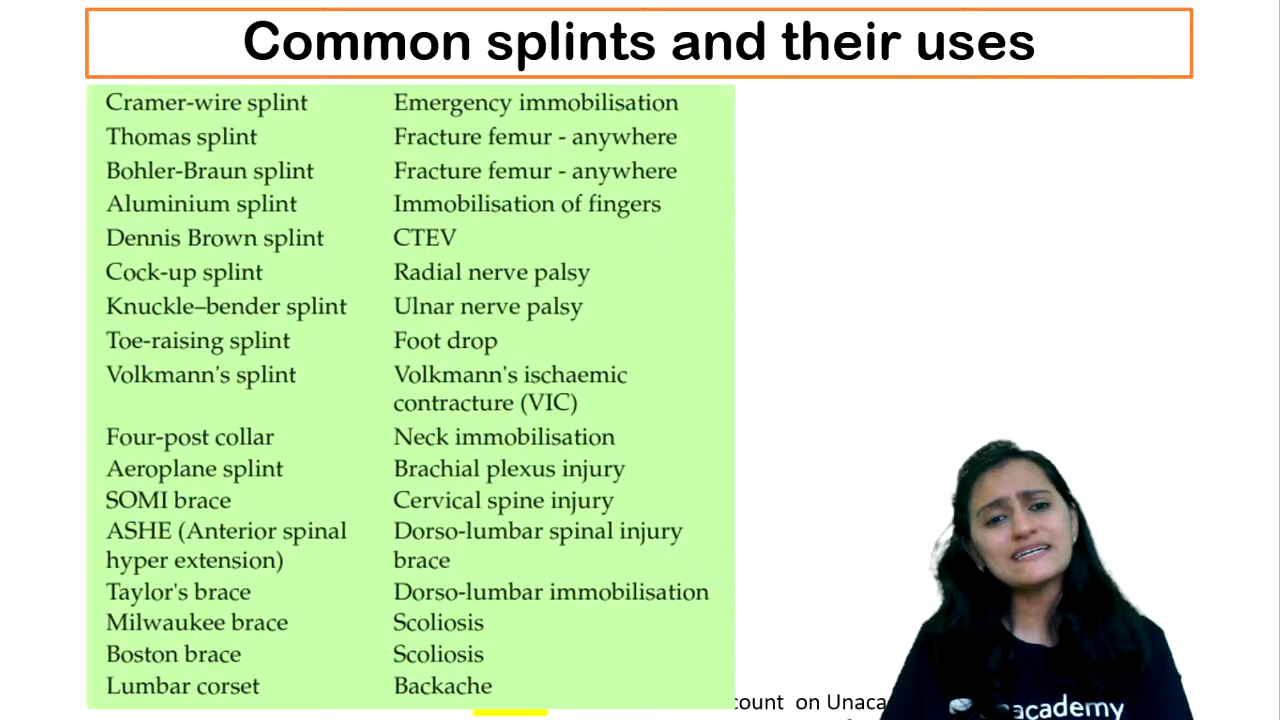 Common splints and their uses
Cramer-wire splint Emergency immobilisation
Thomas splint Fracture femur - anywhere
Bohler-Braun splint Fracture femur - anywhere
Aluminium splint Immobilisation of fingers
Dennis Brown splint CTEV
Cock-up splint Radial nerve palsy
Knuckle–bender splint Ulnar nerve palsy
Toe-raising splint Foot drop
Volkmann's splint Volkmann's ischaemic
contracture (VIC)
Four-post collar Neck immobilisation
Aeroplane splint Brachial plexus injury
SOMI brace Cervical spine injury
ASHE (Anterior spinal Dorso-lumbar spinal injury
hyper extension) brace
Taylor's brace Dorso-lumbar immobilisation
Milwaukee brace Scoliosis
Boston brace Scoliosis
Lumbar corset Backache
on